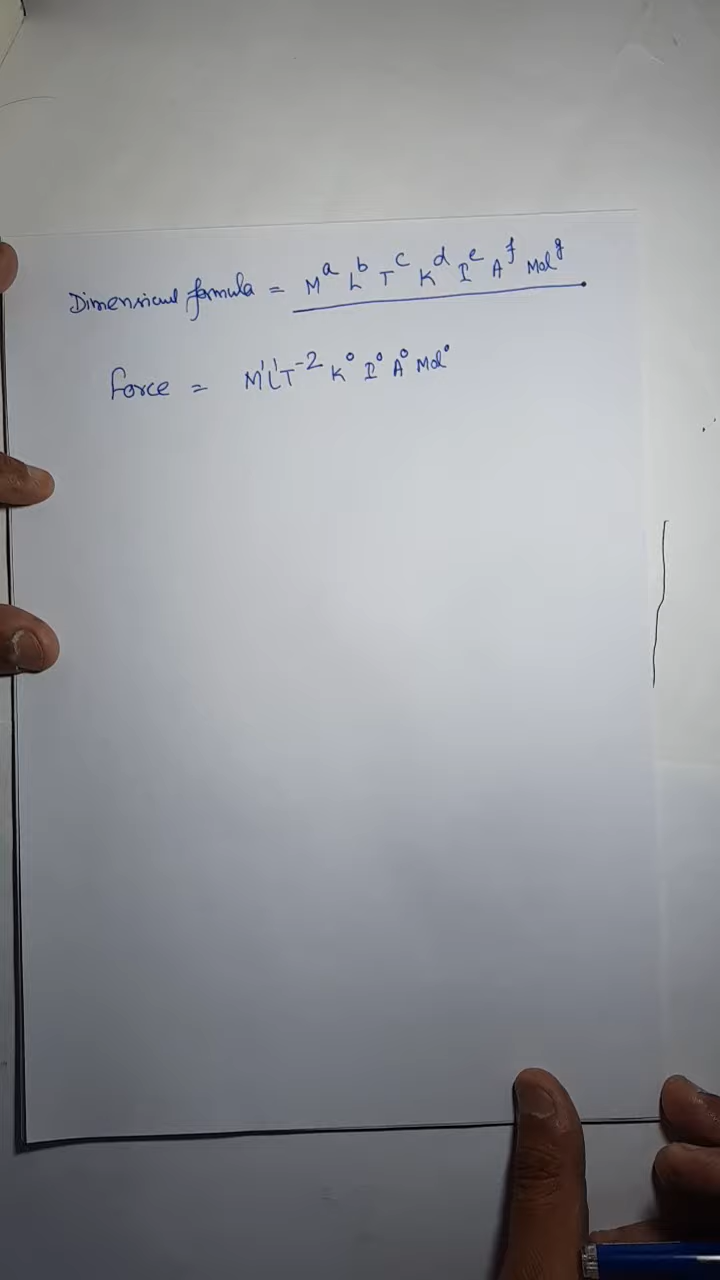 Dimensional formula = M^a L^b T^c K^d I^e A^f Mol^g
Force = M^1 L^1 T^-2 K^0 I^0 A^0 Mol^0